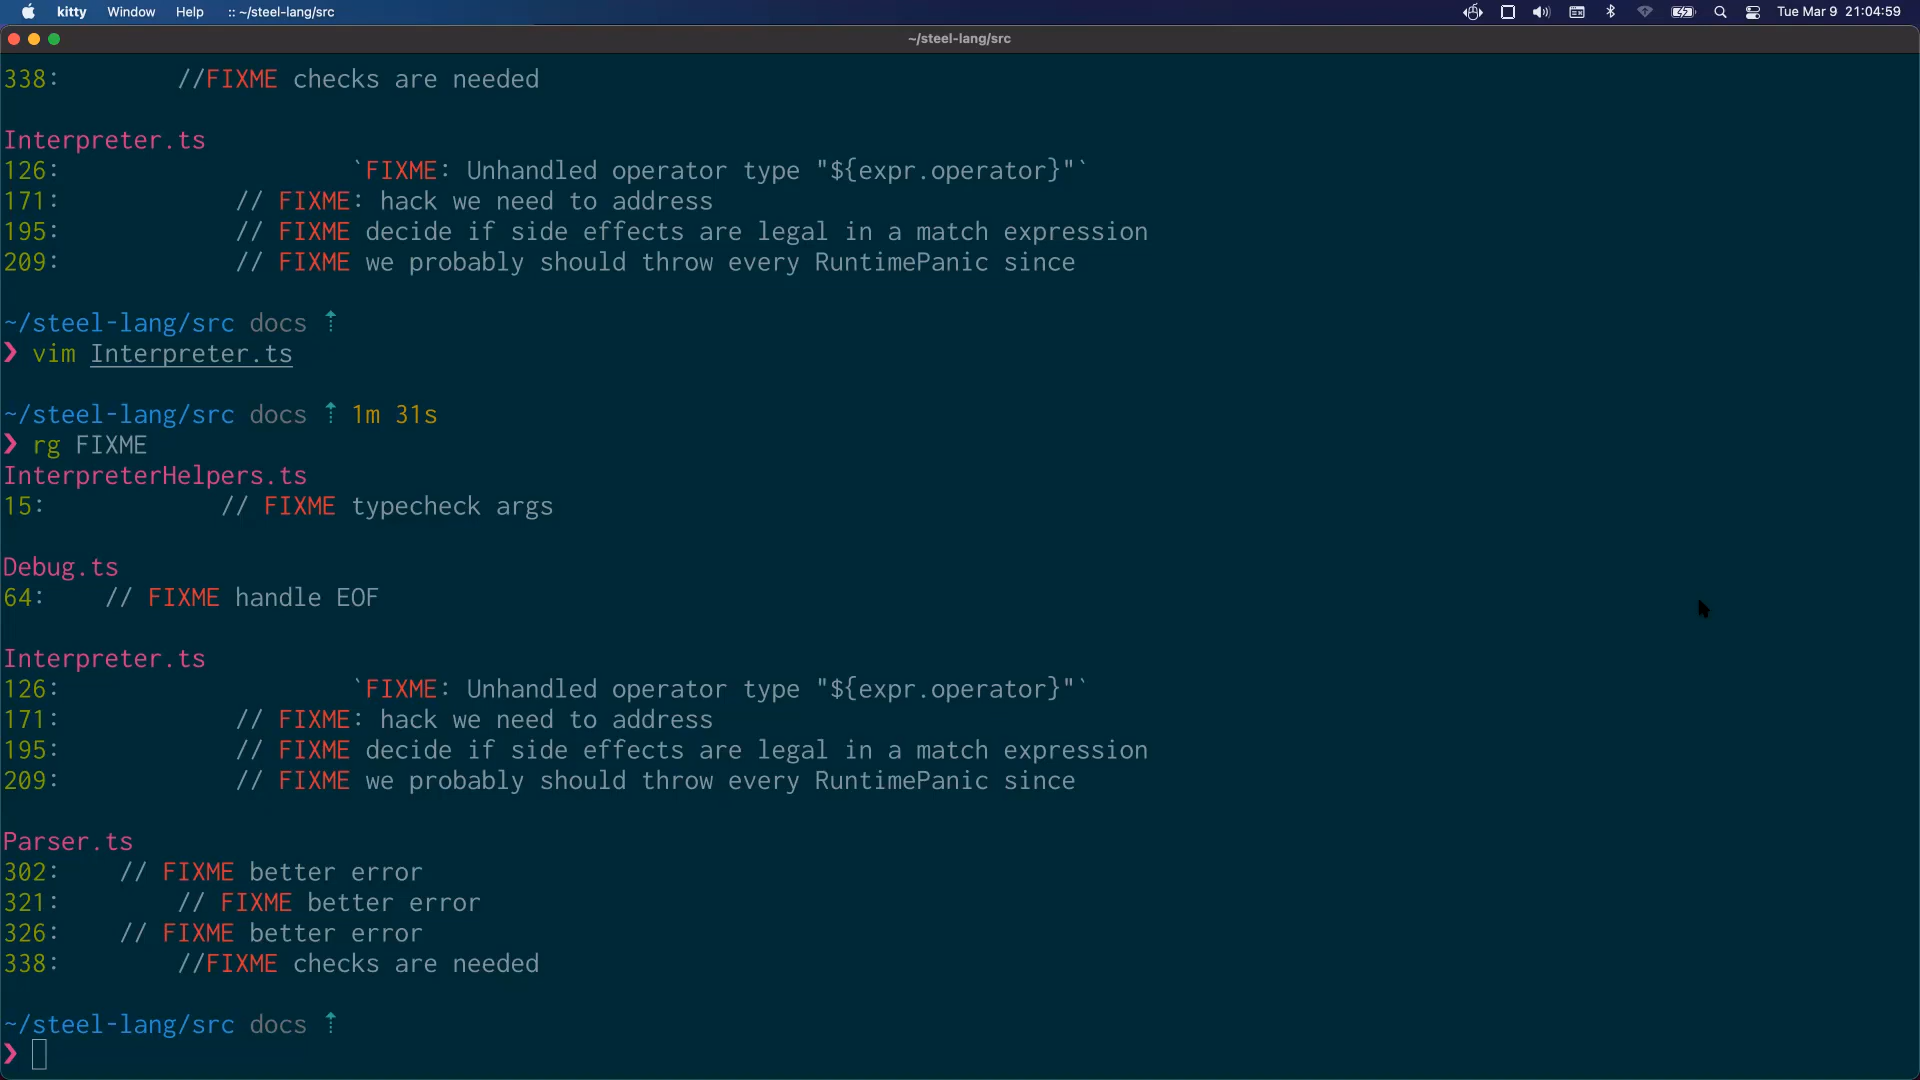 kitty Window Help :: ~/steel-lang/src Tue Mar 9 21:04:59
~/steel-lang/src
338: //FIXME checks are needed
Interpreter.ts
126: `FIXME: Unhandled operator type "${expr.operator}"`
171: // FIXME: hack we need to address
195: // FIXME decide if side effects are legal in a match expression
209: // FIXME we probably should throw every RuntimePanic since
~/steel-lang/src docs ⇡
❯ vim Interpreter.ts
~/steel-lang/src docs ⇡ 1m 31s
❯ rg FIXME
InterpreterHelpers.ts
15: // FIXME typecheck args
Debug.ts
64: // FIXME handle EOF
Interpreter.ts
126: `FIXME: Unhandled operator type "${expr.operator}"`
171: // FIXME: hack we need to address
195: // FIXME decide if side effects are legal in a match expression
209: // FIXME we probably should throw every RuntimePanic since
Parser.ts
302: // FIXME better error
321: // FIXME better error
326: // FIXME better error
338: //FIXME checks are needed
~/steel-lang/src docs ⇡
❯